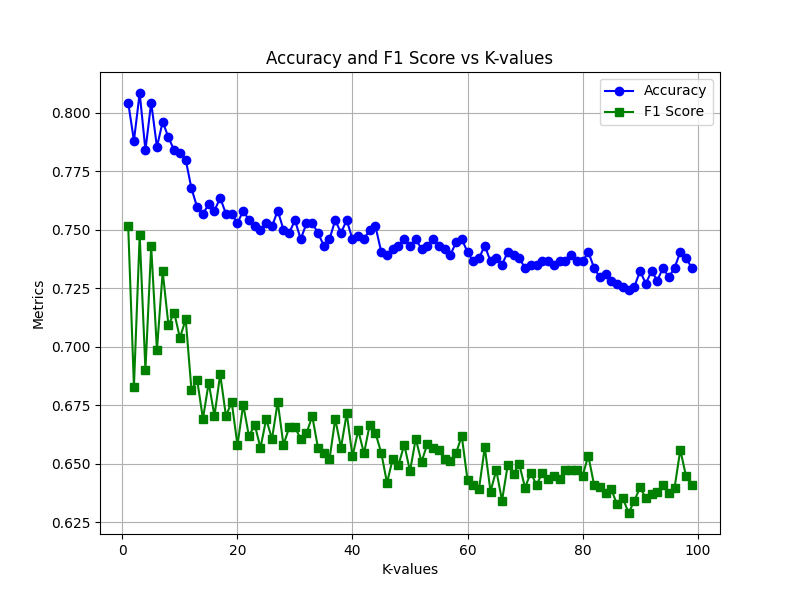 Accuracy and F1 Score vs K-values
Accuracy
F1 Score
0.800
0.775
0.750
0.725
0.700
0.675
0.650
0.625
Metrics
0 20 40 60 80 100
K-values